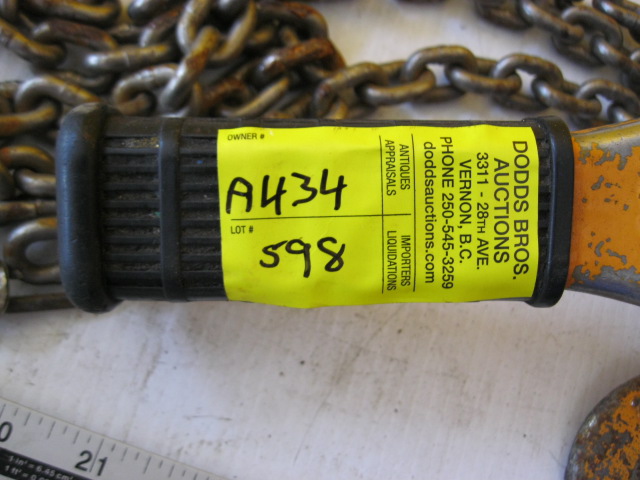 OWNER #
A434
LOT #
598
ANTIQUES
APPRAISALS
IMPORTERS
LIQUIDATIONS
DODDS BROS.
AUCTIONS
3311 - 28TH AVE.
VERNON, B.C.
PHONE 250-545-3259
doddsauctions.com
0
21